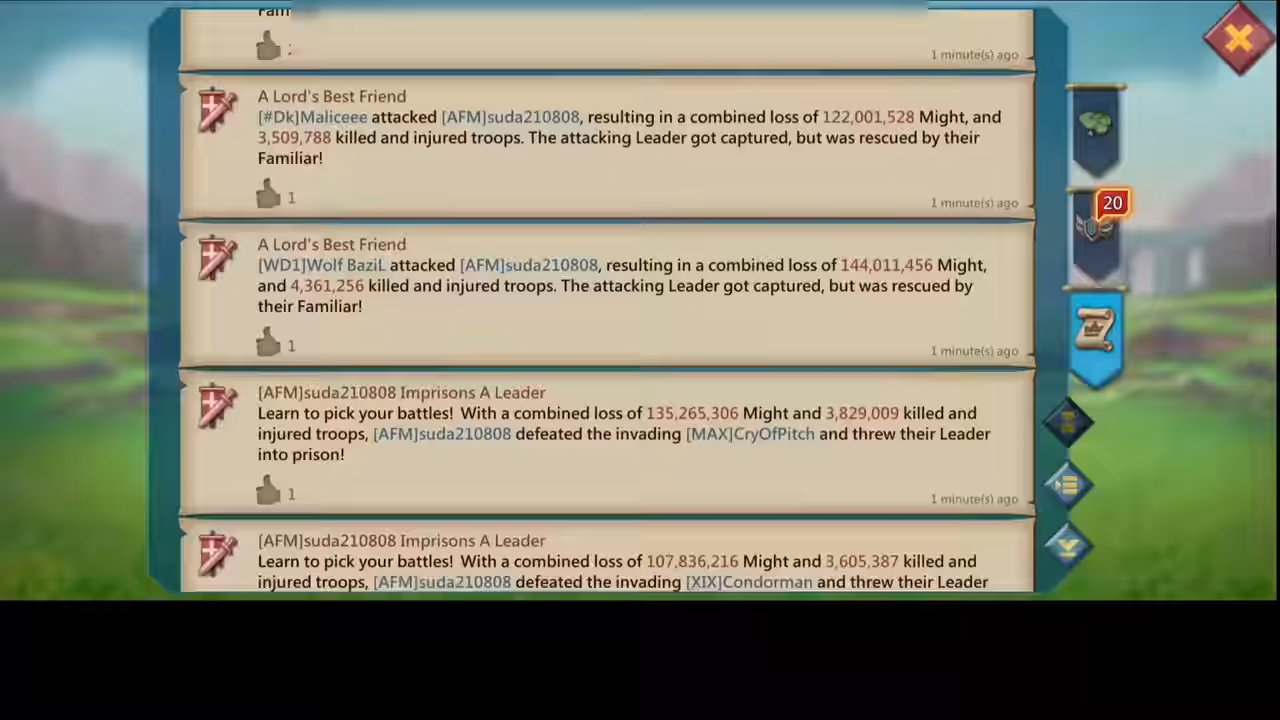 1 minute(s) ago
A Lord's Best Friend
[#Dk]Maliceee attacked [AFM]suda210808, resulting in a combined loss of 122,001,528 Might, and
3,509,788 killed and injured troops. The attacking Leader got captured, but was rescued by their
Familiar!
1
1 minute(s) ago
20
A Lord's Best Friend
[WD1]Wolf BaziL attacked [AFM]suda210808, resulting in a combined loss of 144,011,456 Might,
and 4,361,256 killed and injured troops. The attacking Leader got captured, but was rescued by
their Familiar!
1
1 minute(s) ago
[AFM]suda210808 Imprisons A Leader
Learn to pick your battles! With a combined loss of 135,265,306 Might and 3,829,009 killed and
injured troops, [AFM]suda210808 defeated the invading [MAX]CryOfPitch and threw their Leader
into prison!
1
1 minute(s) ago
[AFM]suda210808 Imprisons A Leader
Learn to pick your battles! With a combined loss of 107,836,216 Might and 3,605,387 killed and
injured troops, [AFM]suda210808 defeated the invading [XIX]Condorman and threw their Leader